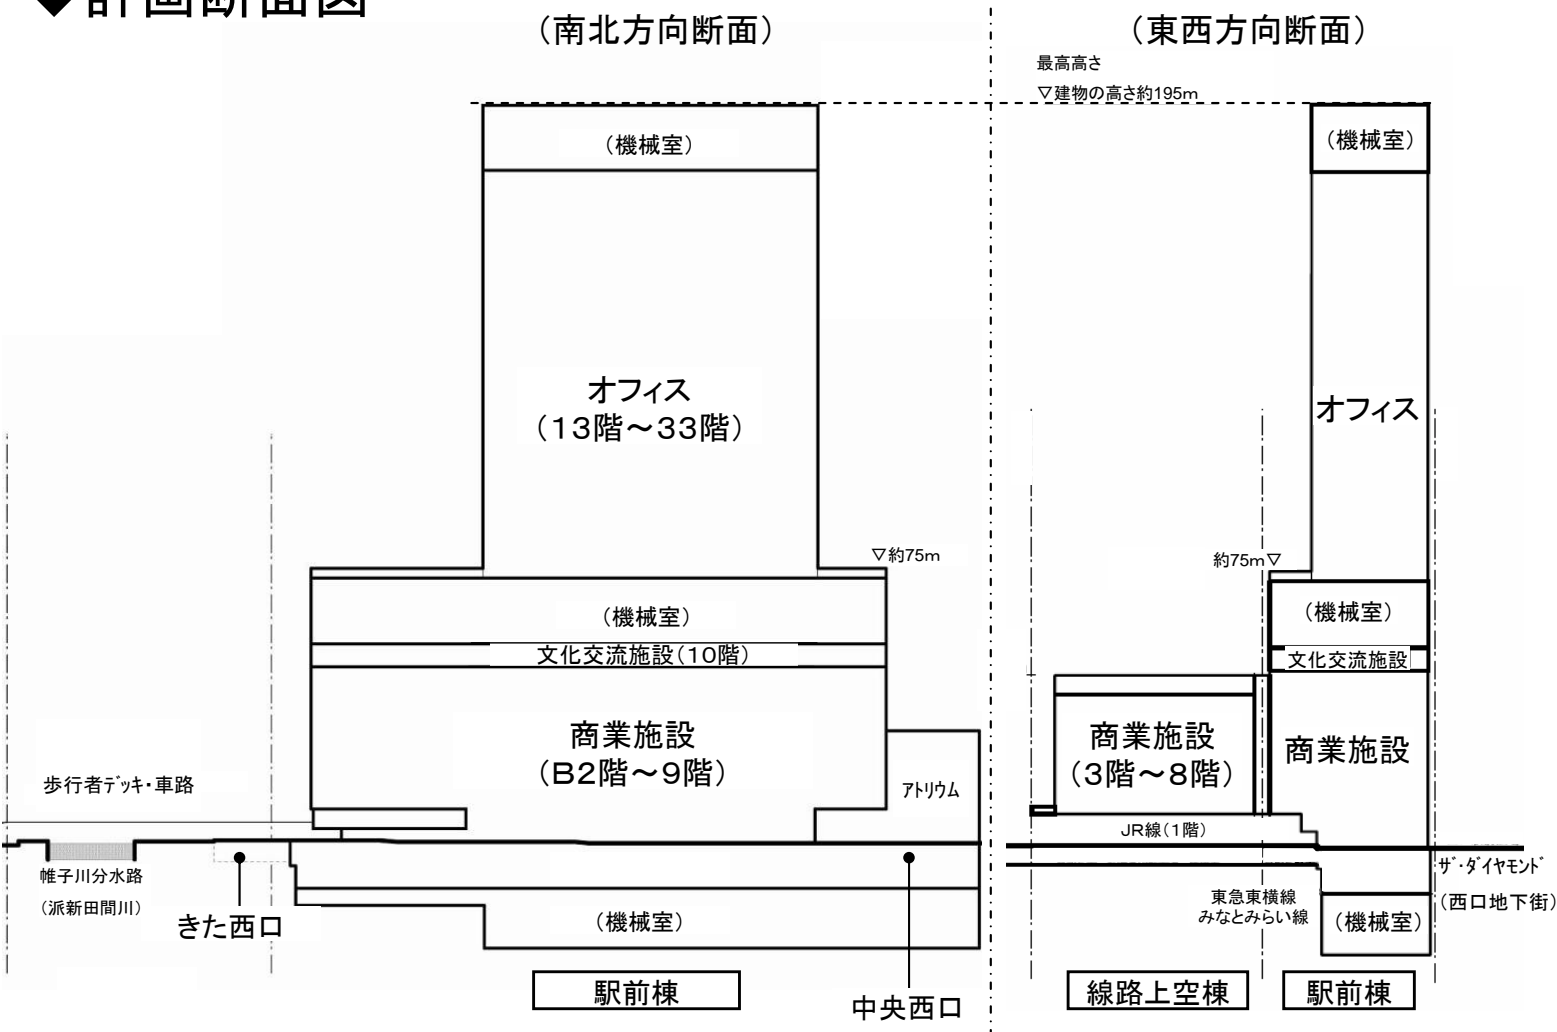 ◆計画断面図
(南北方向断面)
(東西方向断面)
最高高さ
▽建物の高さ約195m
(機械室)
オフィス
(13階～33階)
▽約75m
(機械室)
文化交流施設(10階)
商業施設
(B2階～9階)
アトリウム
歩行者ﾃﾞｯｷ・車路
帷子川分水路
(派新田間川)
きた西口
(機械室)
中央西口
駅前棟
(機械室)
オフィス
約75m▽
(機械室)
文化交流施設
商業施設
(3階～8階)
商業施設
JR線(1階)
東急東横線
みなとみらい線
(機械室)
ｻﾞ・ﾀﾞｲﾔﾓﾝﾄﾞ
(西口地下街)
線路上空棟
駅前棟